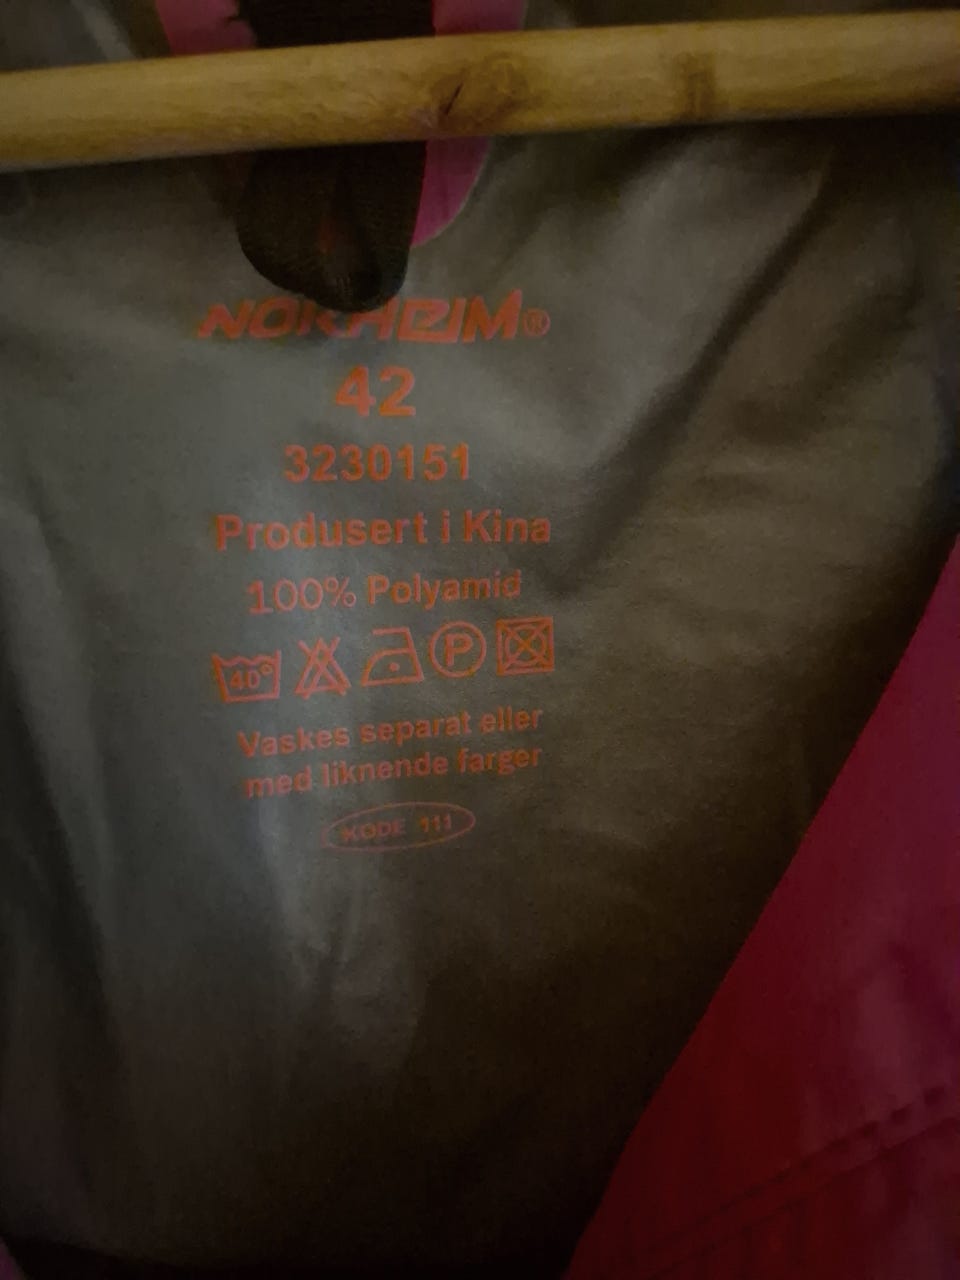 NORHEIM®
42
3230151
Produsert i Kina
100% Polyamid
40° P
Vaskes separat eller
med liknende farger
KODE 111